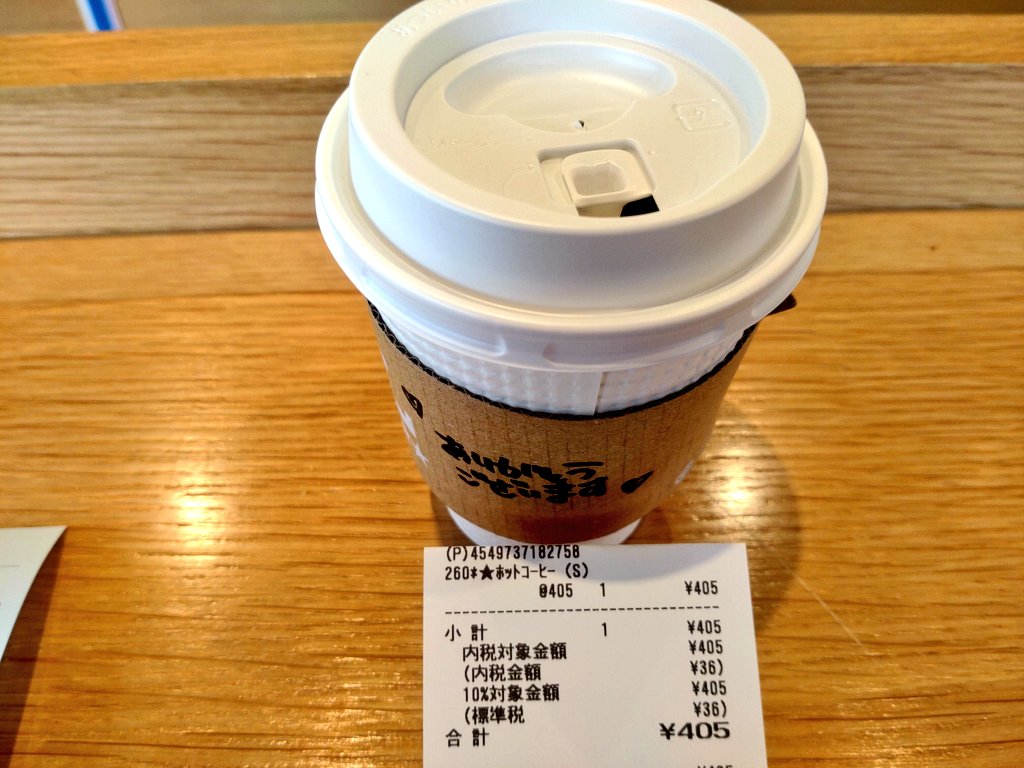 ありがとう
ございます
(P)4549737182758
260*★ホットコーヒー (S)
@405 1 ¥405
小 計 1 ¥405
内税対象金額 ¥405
(内税金額 ¥36)
10%対象金額 ¥405
(標準税 ¥36)
合 計 ¥405